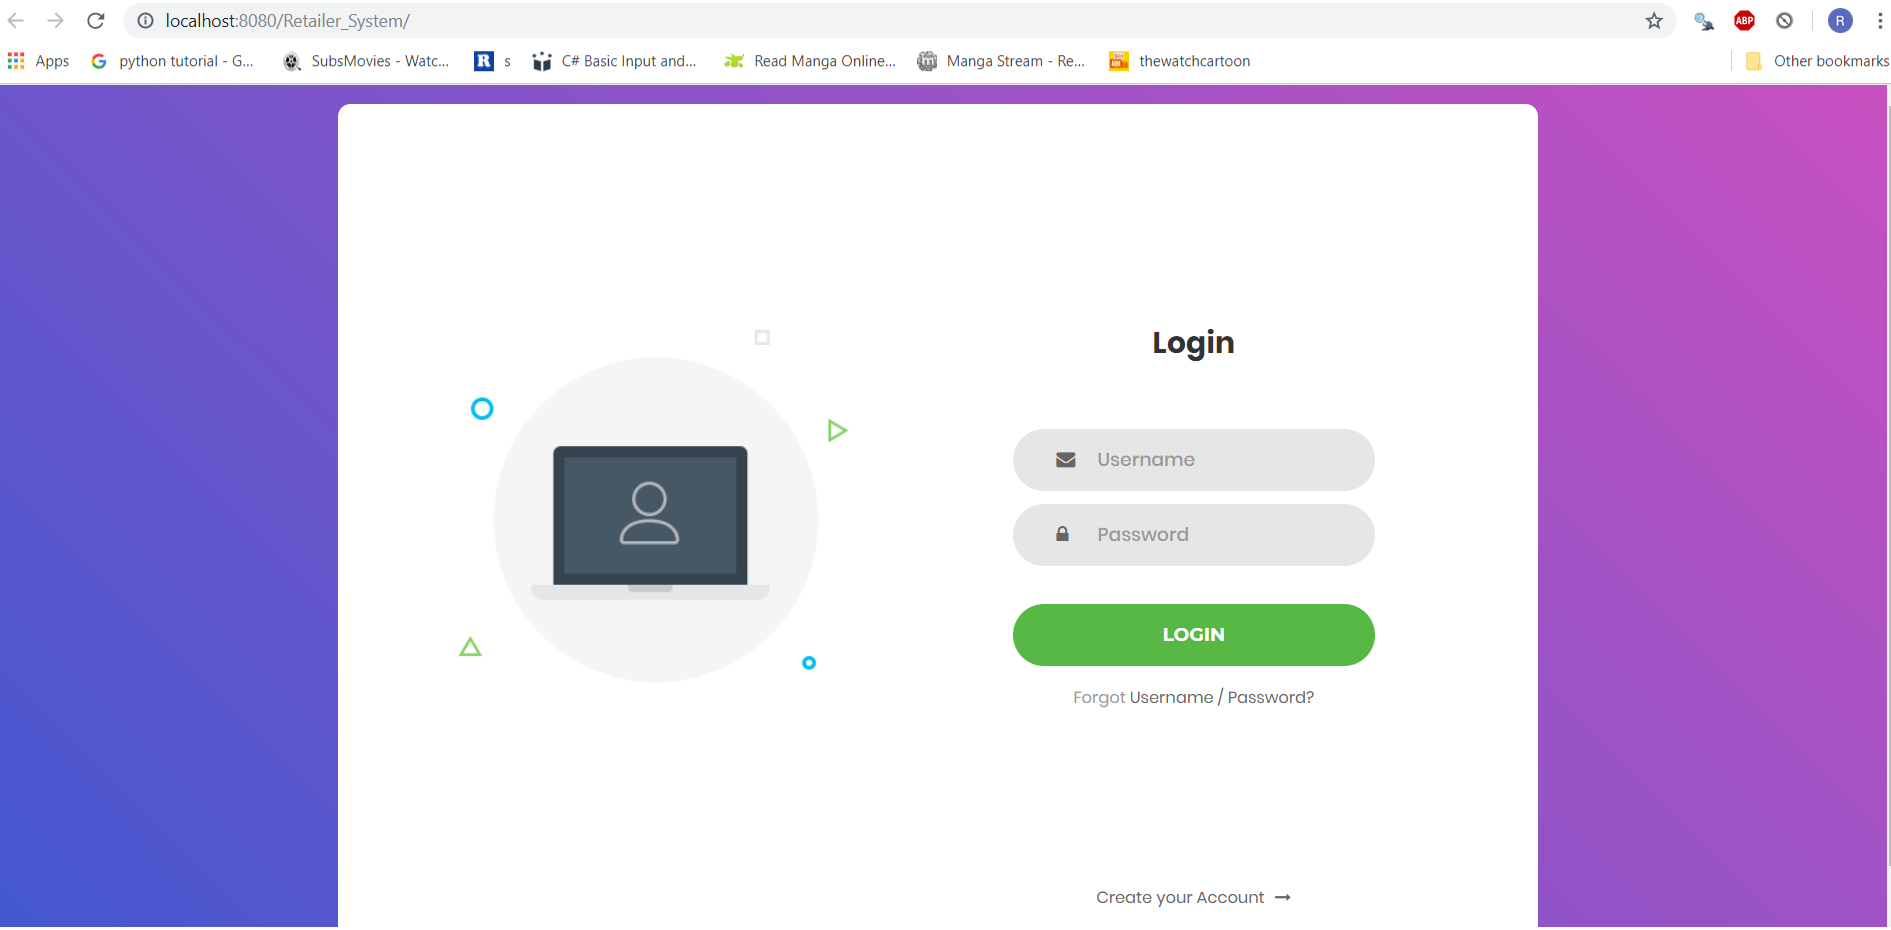 localhost:8080/Retailer_System/
ABP
R
Apps
G python tutorial - G...
SubsMovies - Watc...
R s
C# Basic Input and...
Read Manga Online...
m Manga Stream - Re...
thewatchcartoon
Other bookmarks
Login
Username
Password
LOGIN
Forgot Username / Password?
Create your Account →